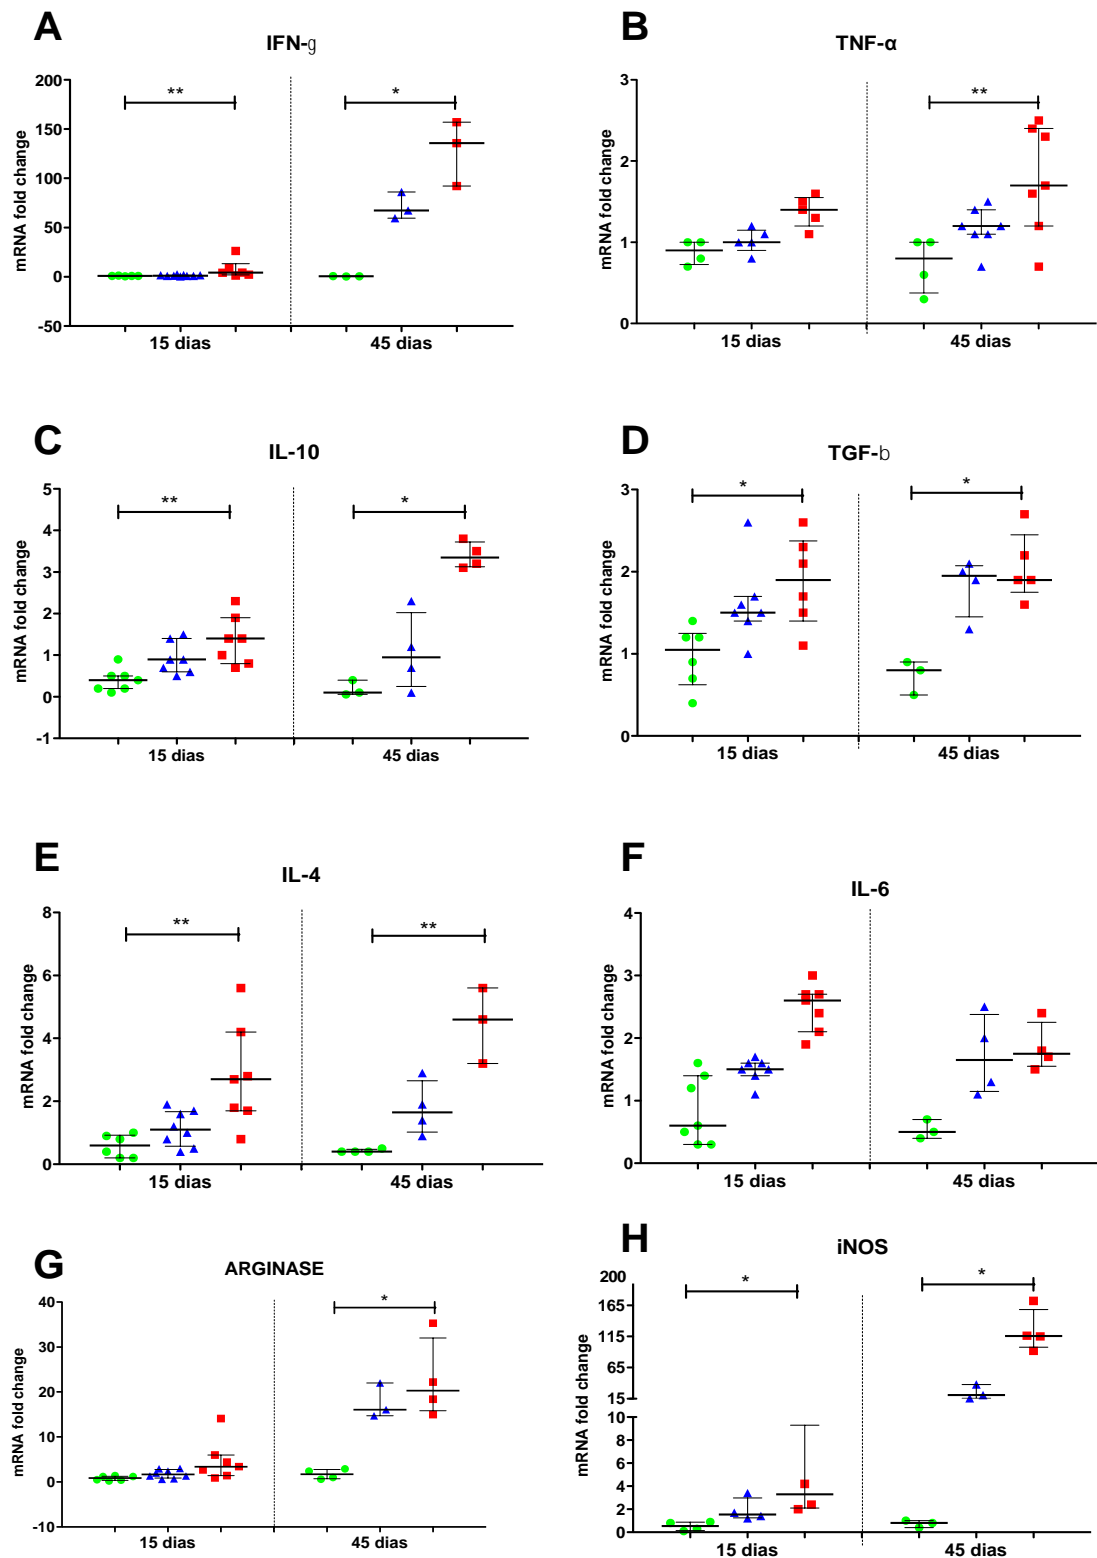 A
IFN-g
mRNA fold change
200
150
100
50
0
-50
**
*
15 dias
45 dias
B
TNF-α
mRNA fold change
3
2
1
0
**
15 dias
45 dias
C
IL-10
mRNA fold change
5
4
3
2
1
0
-1
**
*
15 dias
45 dias
D
TGF-b
mRNA fold change
3
2
1
0
*
*
15 dias
45 dias
E
IL-4
mRNA fold change
8
6
4
2
0
**
**
15 dias
45 dias
F
IL-6
mRNA fold change
4
3
2
1
0
15 dias
45 dias
G
ARGINASE
mRNA fold change
40
30
20
10
0
-10
*
15 dias
45 dias
H
iNOS
mRNA fold change
200
165
115
65
15
10
8
6
4
2
0
*
*
15 dias
45 dias